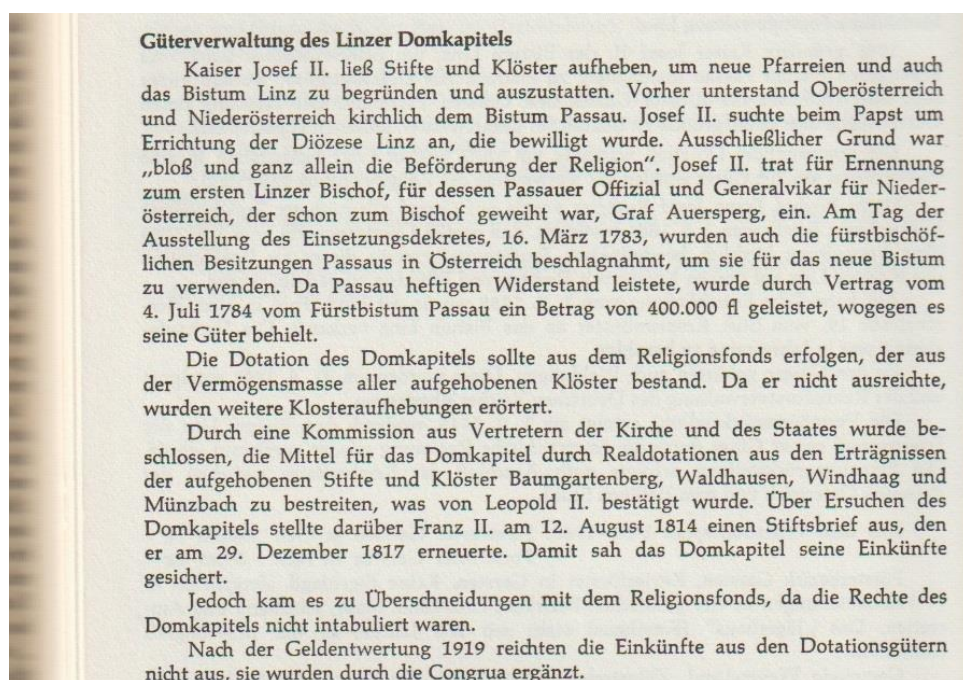 Güterverwaltung des Linzer Domkapitels
Kaiser Josef II. ließ Stifte und Klöster aufheben, um neue Pfarreien und auch
das Bistum Linz zu begründen und auszustatten. Vorher unterstand Oberösterreich
und Niederösterreich kirchlich dem Bistum Passau. Josef II. suchte beim Papst um
Errichtung der Diözese Linz an, die bewilligt wurde. Ausschließlicher Grund war
„bloß und ganz allein die Beförderung der Religion“. Josef II. trat für Ernennung
zum ersten Linzer Bischof, für dessen Passauer Offizial und Generalvikar für Nieder-
österreich, der schon zum Bischof geweiht war, Graf Auersperg, ein. Am Tag der
Ausstellung des Einsetzungsdekretes, 16. März 1783, wurden auch die fürstbischöf-
lichen Besitzungen Passaus in Österreich beschlagnahmt, um sie für das neue Bistum
zu verwenden. Da Passau heftigen Widerstand leistete, wurde durch Vertrag vom
4. Juli 1784 vom Fürstbistum Passau ein Betrag von 400.000 fl geleistet, wogegen es
seine Güter behielt.
Die Dotation des Domkapitels sollte aus dem Religionsfonds erfolgen, der aus
der Vermögensmasse aller aufgehobenen Klöster bestand. Da er nicht ausreichte,
wurden weitere Klosteraufhebungen erörtert.
Durch eine Kommission aus Vertretern der Kirche und des Staates wurde be-
schlossen, die Mittel für das Domkapitel durch Realdotationen aus den Erträgnissen
der aufgehobenen Stifte und Klöster Baumgartenberg, Waldhausen, Windhaag und
Münzbach zu bestreiten, was von Leopold II. bestätigt wurde. Über Ersuchen des
Domkapitels stellte darüber Franz II. am 12. August 1814 einen Stiftsbrief aus, den
er am 29. Dezember 1817 erneuerte. Damit sah das Domkapitel seine Einkünfte
gesichert.
Jedoch kam es zu Überschneidungen mit dem Religionsfonds, da die Rechte des
Domkapitels nicht intabuliert waren.
Nach der Geldentwertung 1919 reichten die Einkünfte aus den Dotationsgütern
nicht aus, sie wurden durch die Congrua ergänzt.